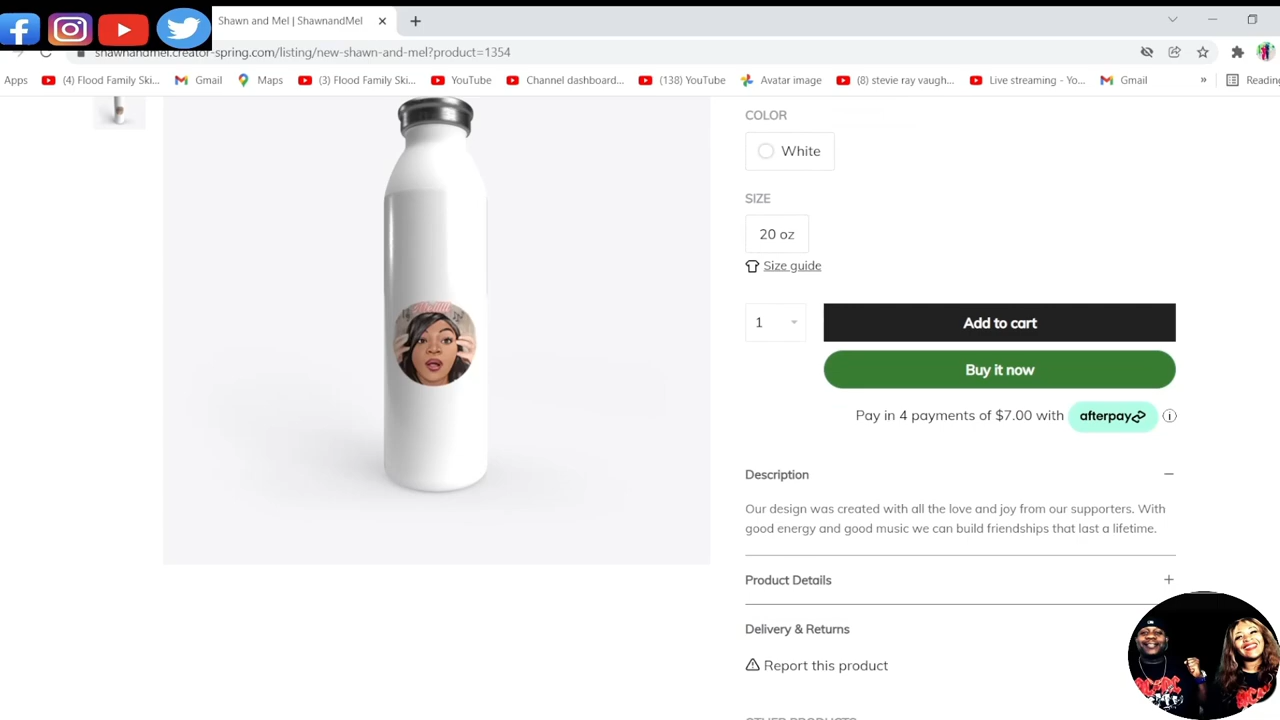 Shawn and Mel | ShawnandMel
shawnandmel.creator-spring.com/listing/new-shawn-and-mel?product=1354
Apps (4) Flood Family Ski... Gmail Maps (3) Flood Family Ski... YouTube Channel dashboard... (138) YouTube Avatar image (8) stevie ray vaugh... Live streaming - Yo... Gmail » Reading
COLOR
White
SIZE
20 oz
Size guide
1 Add to cart
Buy it now
Pay in 4 payments of $7.00 with afterpay
Description
Our design was created with all the love and joy from our supporters. With
good energy and good music we can build friendships that last a lifetime.
Product Details
Delivery & Returns
Report this product
OTHER PRODUCTS